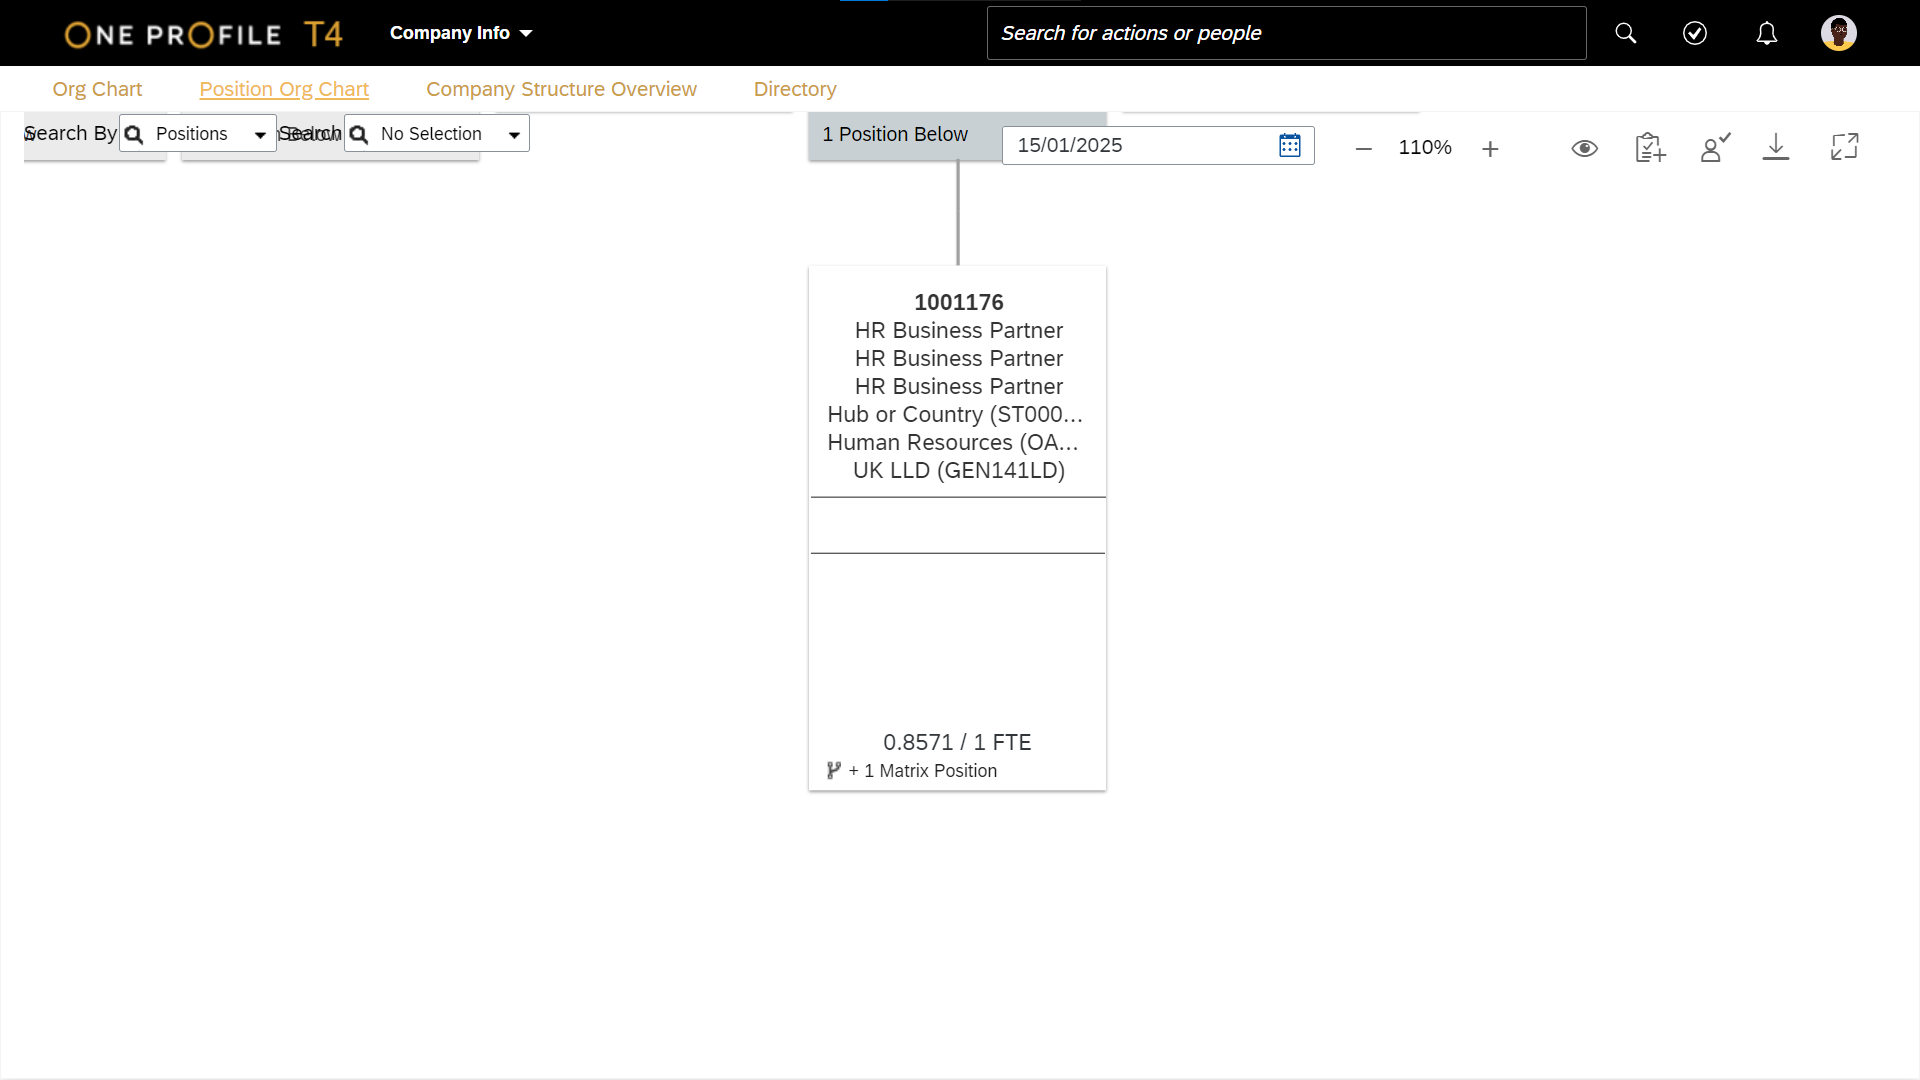 ONE PROFILE T4
Company Info
Search for actions or people
Org Chart
Position Org Chart
Company Structure Overview
Directory
Search By
Positions
Search
No Selection
1 Position Below
15/01/2025
110%
1001176
HR Business Partner
HR Business Partner
HR Business Partner
Hub or Country (ST000...
Human Resources (OA...
UK LLD (GEN141LD)
0.8571 / 1 FTE
+ 1 Matrix Position